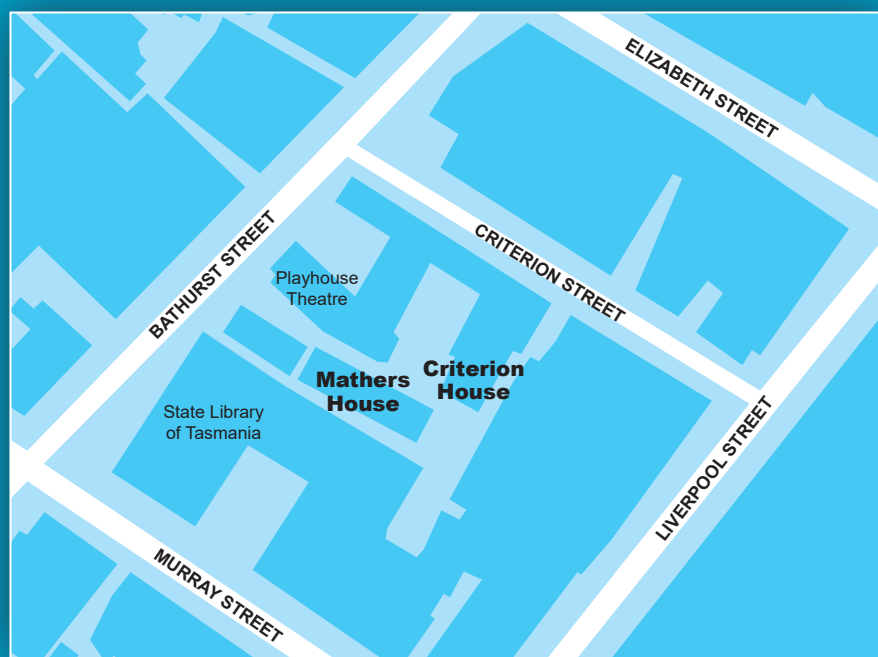 ELIZABETH STREET
CRITERION STREET
BATHURST STREET
Playhouse
Theatre
Criterion
House
Mathers
House
State Library
of Tasmania
LIVERPOOL STREET
MURRAY STREET